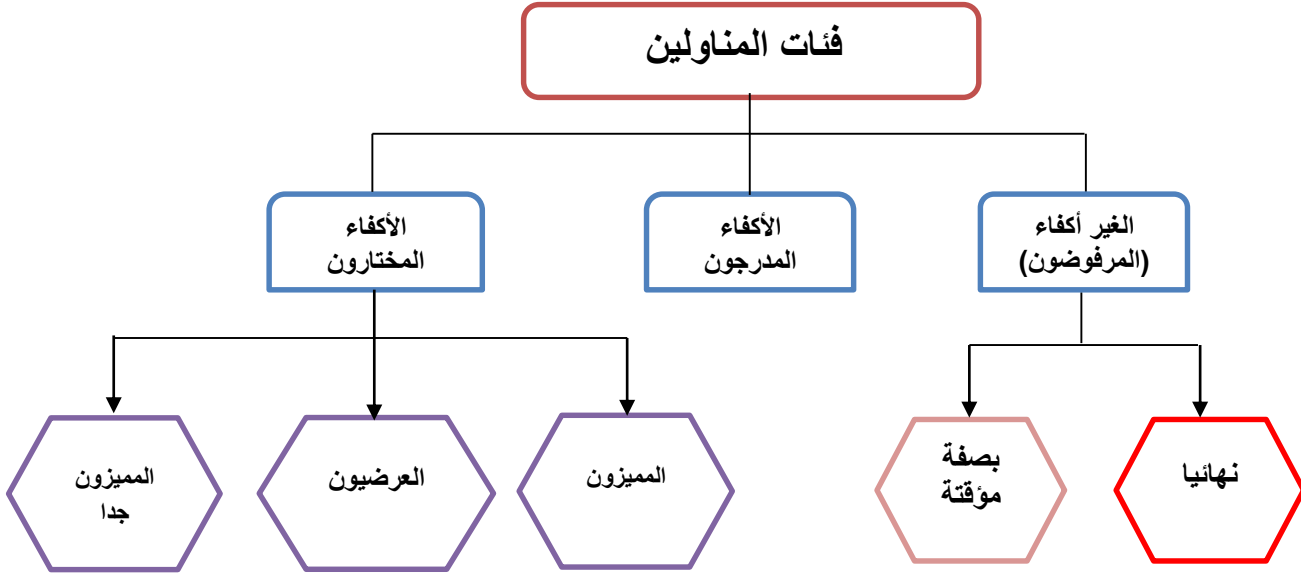 فئات المناولين
الغير أكفاء
(المرفوضون)
الأكفاء
المدرجون
الأكفاء
المختارون
نهائيا
بصفة
مؤقتة
المميزون
العرضيون
المميزون
جدا